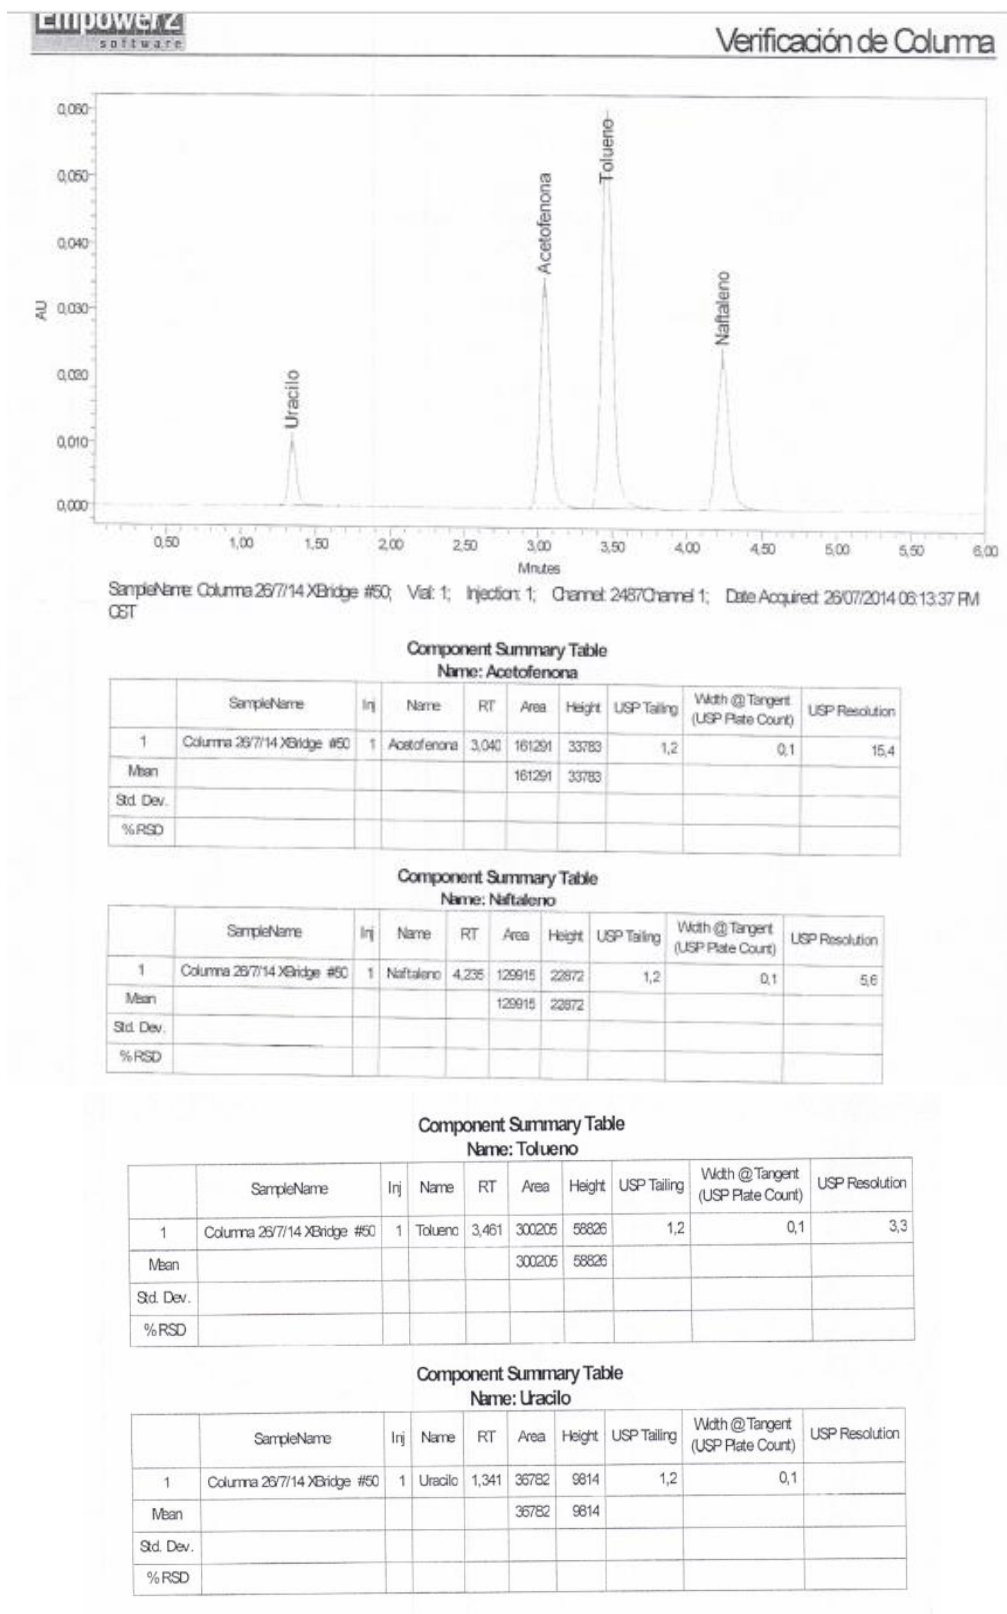 Empower2
software
Verificación de Columna
AU
0,060
0,050
0,040
0,030
0,020
0,010
0,000
Uracilo
Acetofenona
Tolueno
Naftaleno
0,50 1,00 1,50 2,00 2,50 3,00 3,50 4,00 4,50 5,00 5,50 6,00
Minutes
SampleName: Columna 26/7/14 XBridge #50; Vial: 1; Injection: 1; Channel: 2487Channel 1; Date Acquired: 26/07/2014 06:13:37 PM
CST
Component Summary Table
Name: Acetofenona
SampleName Inj Name RT Area Height USP Tailing Width @ Tangent (USP Plate Count) USP Resolution
1 Columna 26/7/14 XBridge #50 1 Acetofenona 3,040 161291 33783 1,2 0,1 15,4
Mean 161291 33783
Std. Dev.
% RSD
Component Summary Table
Name: Naftaleno
SampleName Inj Name RT Area Height USP Tailing Width @ Tangent (USP Plate Count) USP Resolution
1 Columna 26/7/14 XBridge #50 1 Naftaleno 4,235 129915 22872 1,2 0,1 5,6
Mean 129915 22872
Std. Dev.
% RSD
Component Summary Table
Name: Tolueno
SampleName Inj Name RT Area Height USP Tailing Width @ Tangent (USP Plate Count) USP Resolution
1 Columna 26/7/14 XBridge #50 1 Tolueno 3,461 300205 58826 1,2 0,1 3,3
Mean 300205 58826
Std. Dev.
% RSD
Component Summary Table
Name: Uracilo
SampleName Inj Name RT Area Height USP Tailing Width @ Tangent (USP Plate Count) USP Resolution
1 Columna 26/7/14 XBridge #50 1 Uracilo 1,341 36782 9814 1,2 0,1
Mean 36782 9814
Std. Dev.
% RSD